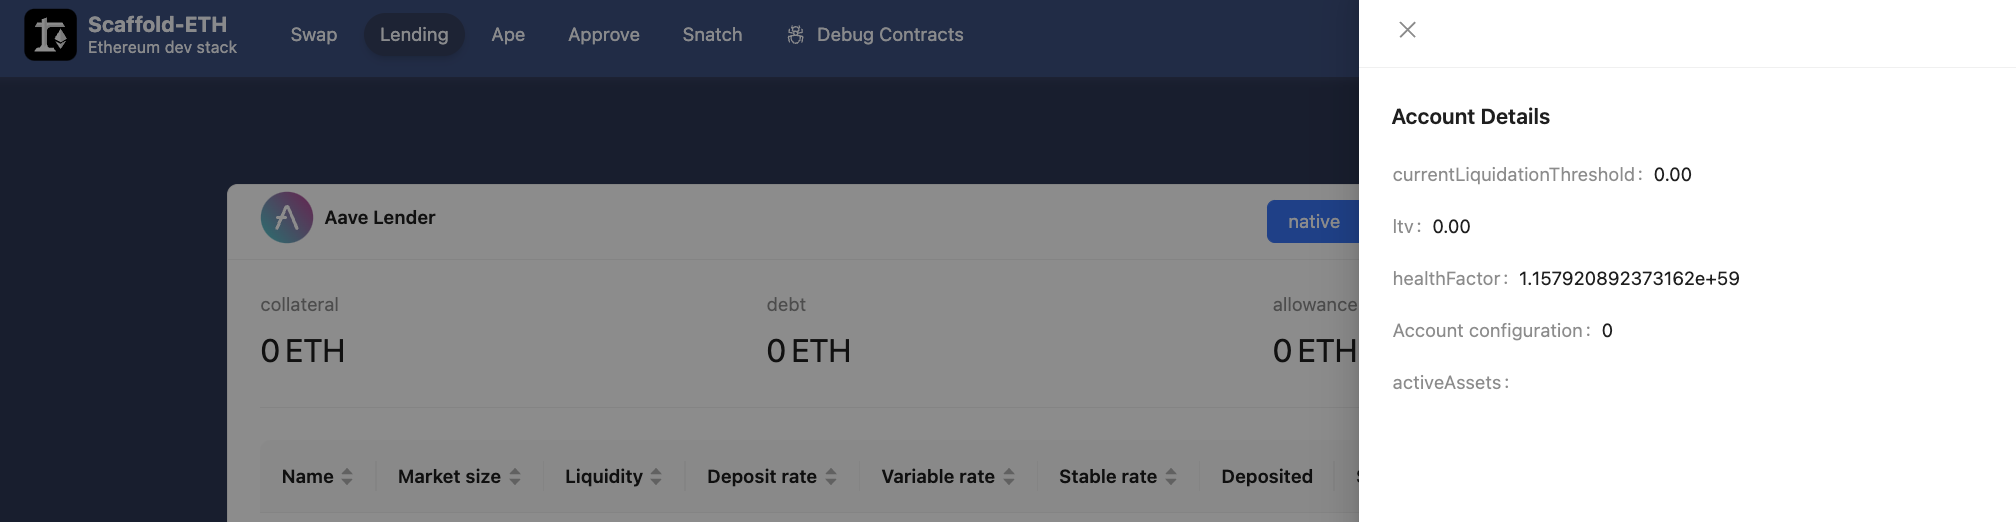 Scaffold-ETH
Ethereum dev stack
Swap
Lending
Ape
Approve
Snatch
Debug Contracts
Aave Lender
native
collateral
debt
allowance
0 ETH
0 ETH
0 ETH
Name
Market size
Liquidity
Deposit rate
Variable rate
Stable rate
Deposited
Account Details
currentLiquidationThreshold: 0.00
ltv: 0.00
healthFactor: 1.157920892373162e+59
Account configuration: 0
activeAssets: